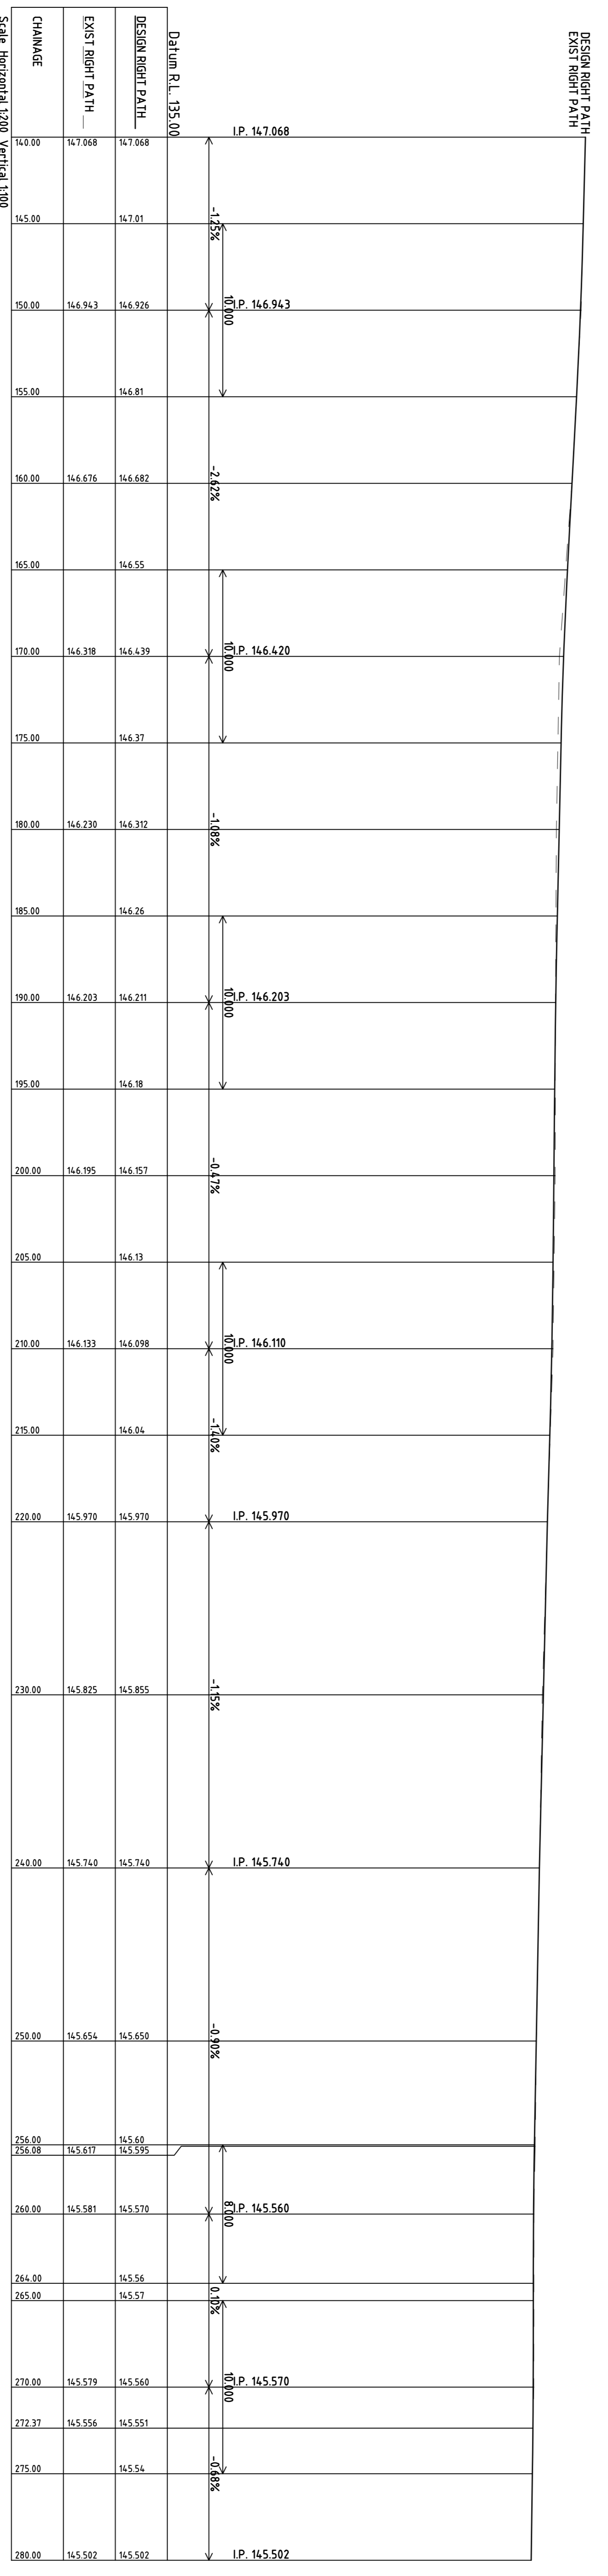 DESIGN RIGHT PATH
EXIST RIGHT PATH
Datum R.L. 135.00
DESIGN RIGHT PATH
EXIST RIGHT PATH
CHAINAGE
Scale Horizontal 1:200 Vertical 1:100
140.00 147.068 147.068 I.P. 147.068
-1.25%
145.00 147.01
10.000
150.00 146.943 146.926 I.P. 146.943
155.00 146.81
-2.62%
160.00 146.676 146.682
165.00 146.55
10.000
170.00 146.318 146.439 I.P. 146.420
175.00 146.37
-1.08%
180.00 146.230 146.312
185.00 146.26
10.000
190.00 146.203 146.211 I.P. 146.203
195.00 146.18
-0.47%
200.00 146.195 146.157
205.00 146.13
10.000
210.00 146.133 146.098 I.P. 146.110
215.00 146.04
-1.40%
220.00 145.970 145.970 I.P. 145.970
230.00 145.825 145.855
-1.15%
240.00 145.740 145.740 I.P. 145.740
250.00 145.654 145.650
-0.90%
256.00 145.60
256.08 145.617 145.595
8.000
260.00 145.581 145.570 I.P. 145.560
264.00 145.56
0.10%
265.00 145.57
10.000
270.00 145.579 145.560 I.P. 145.570
272.37 145.556 145.551
275.00 145.54
-0.68%
280.00 145.502 145.502 I.P. 145.502